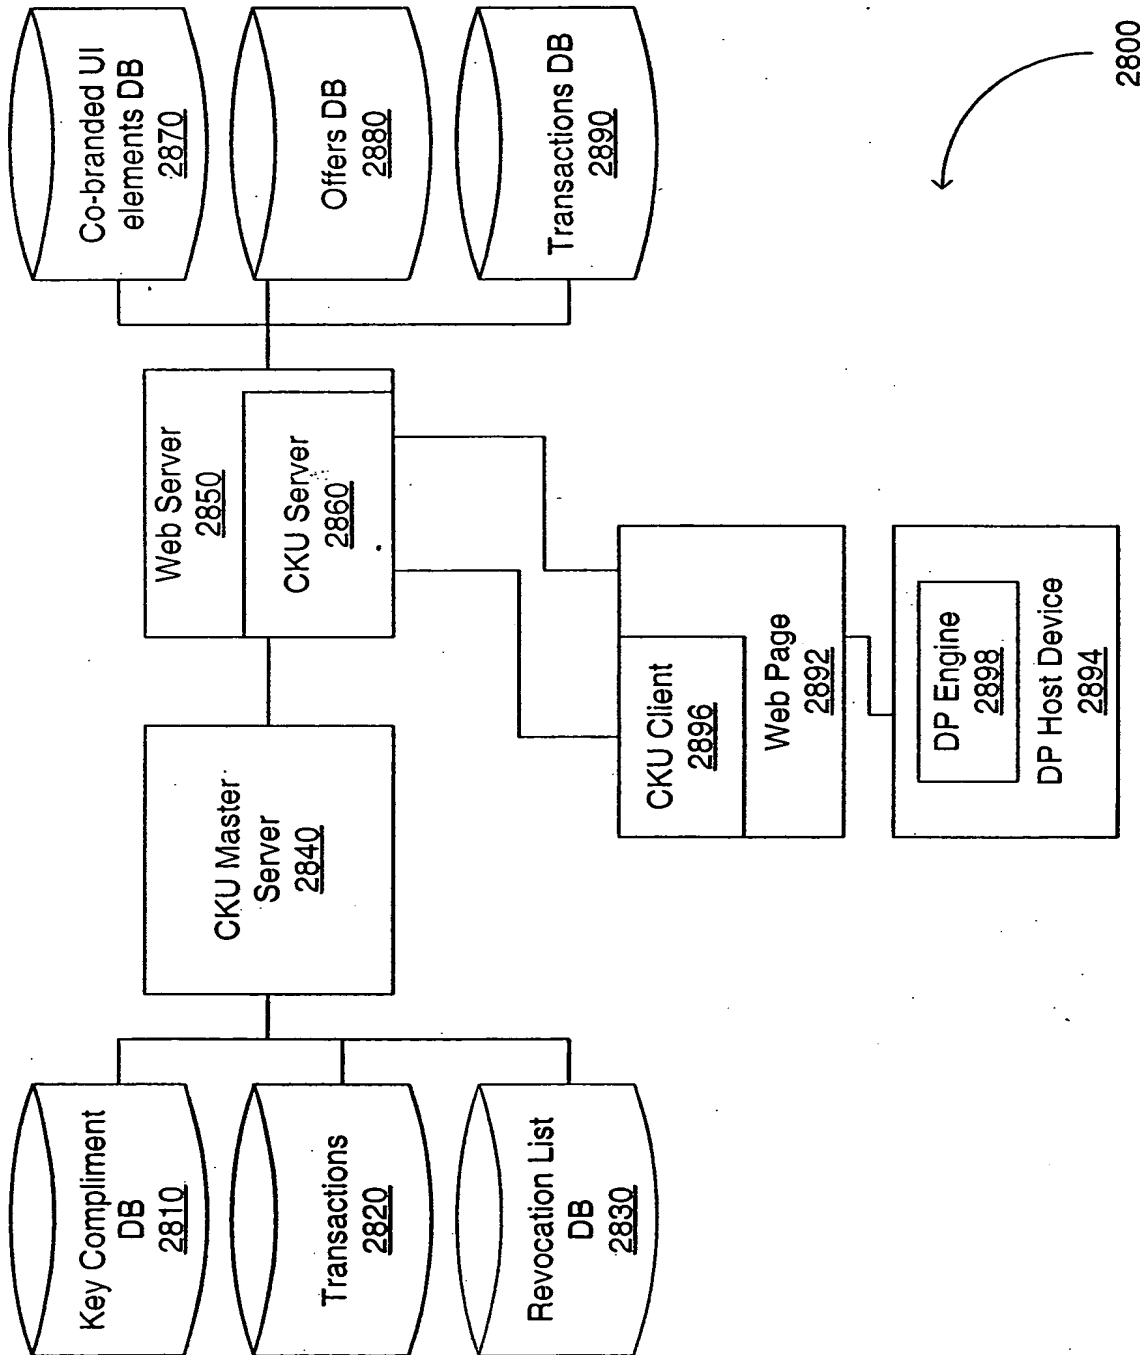 Key Compliment
DB
2810
Transactions
2820
Revocation List
DB
2830
CKU Master
Server
2840
Web Server
2850
CKU Server
2860
Co-branded UI
elements DB
2870
Offers DB
2880
Transactions DB
2890
CKU Client
2896
Web Page
2892
DP Engine
2898
DP Host Device
2894
2800